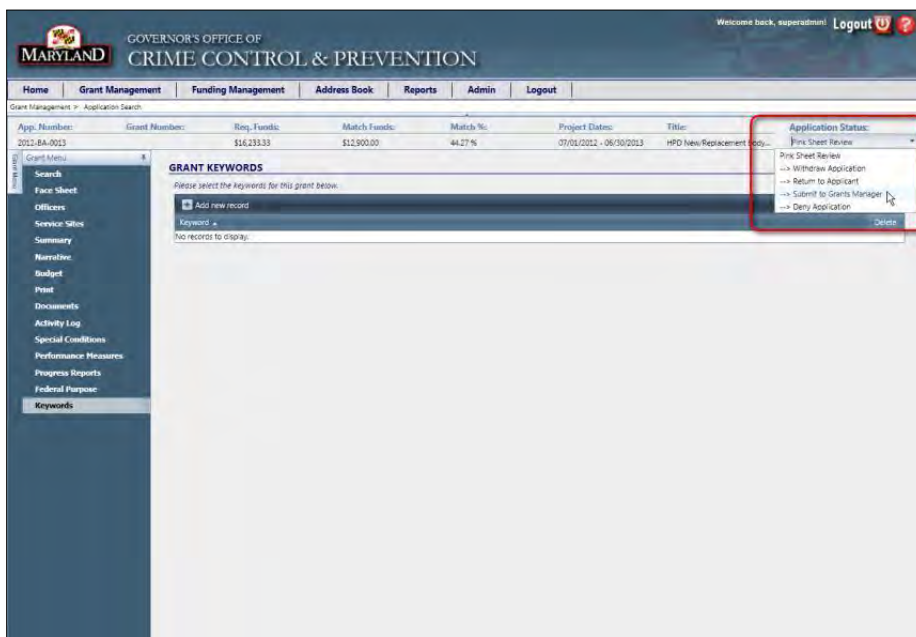 Welcome back, superadmin! Logout
MARYLAND
GOVERNOR'S OFFICE OF
CRIME CONTROL & PREVENTION
Home Grant Management Funding Management Address Book Reports Admin Logout
Grant Management > Application Search
App. Number: Grant Number: Req. Funds: Match Funds: Match %: Project Dates: Title: Application Status:
2012-BA-0013 $16,233.33 $12,900.00 44.27 % 07/01/2012 - 06/30/2013 HPD New/Replacement Body... Pink Sheet Review
Grant Menu
Grant Menu
Pink Sheet Review
--> Withdraw Application
--> Return to Applicant
--> Submit to Grants Manager
--> Deny Application
Search
Face Sheet
Officers
Service Sites
Summary
Narrative
Budget
Print
Documents
Activity Log
Special Conditions
Performance Measures
Progress Reports
Federal Purpose
Keywords
GRANT KEYWORDS
Please select the keywords for this grant below.
Add new record
Keyword Delete
No records to display.